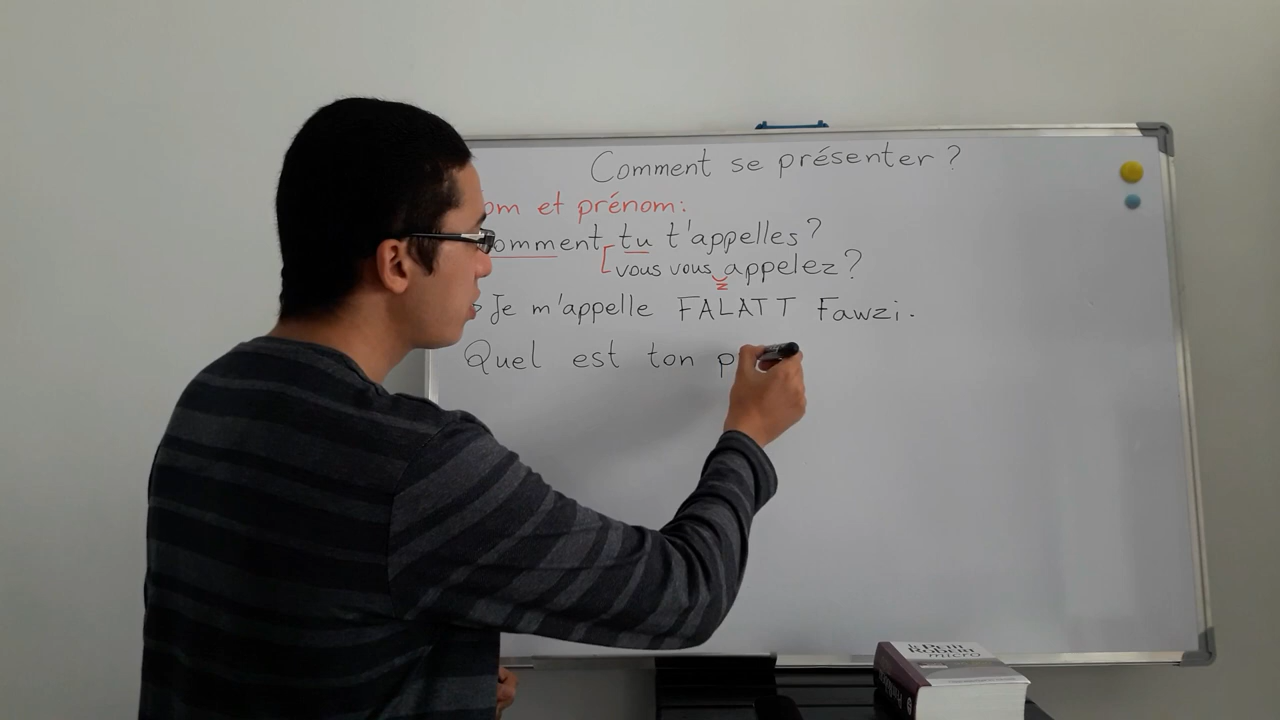 Comment se présenter ?
om et prénom:
omment tu t'appelles ?
vous vous appelez ?
z
Je m'appelle FALATT Fawzi.
Quel est ton p
micro